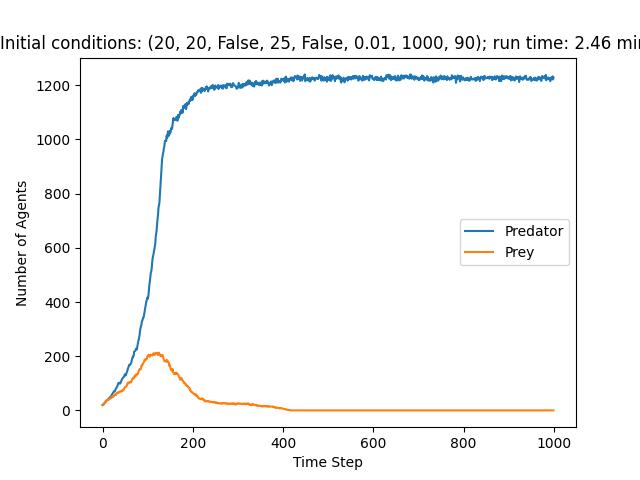 Initial conditions: (20, 20, False, 25, False, 0.01, 1000, 90); run time: 2.46 min
Number of Agents
1200
1000
800
600
400
200
0
Predator
Prey
0 200 400 600 800 1000
Time Step